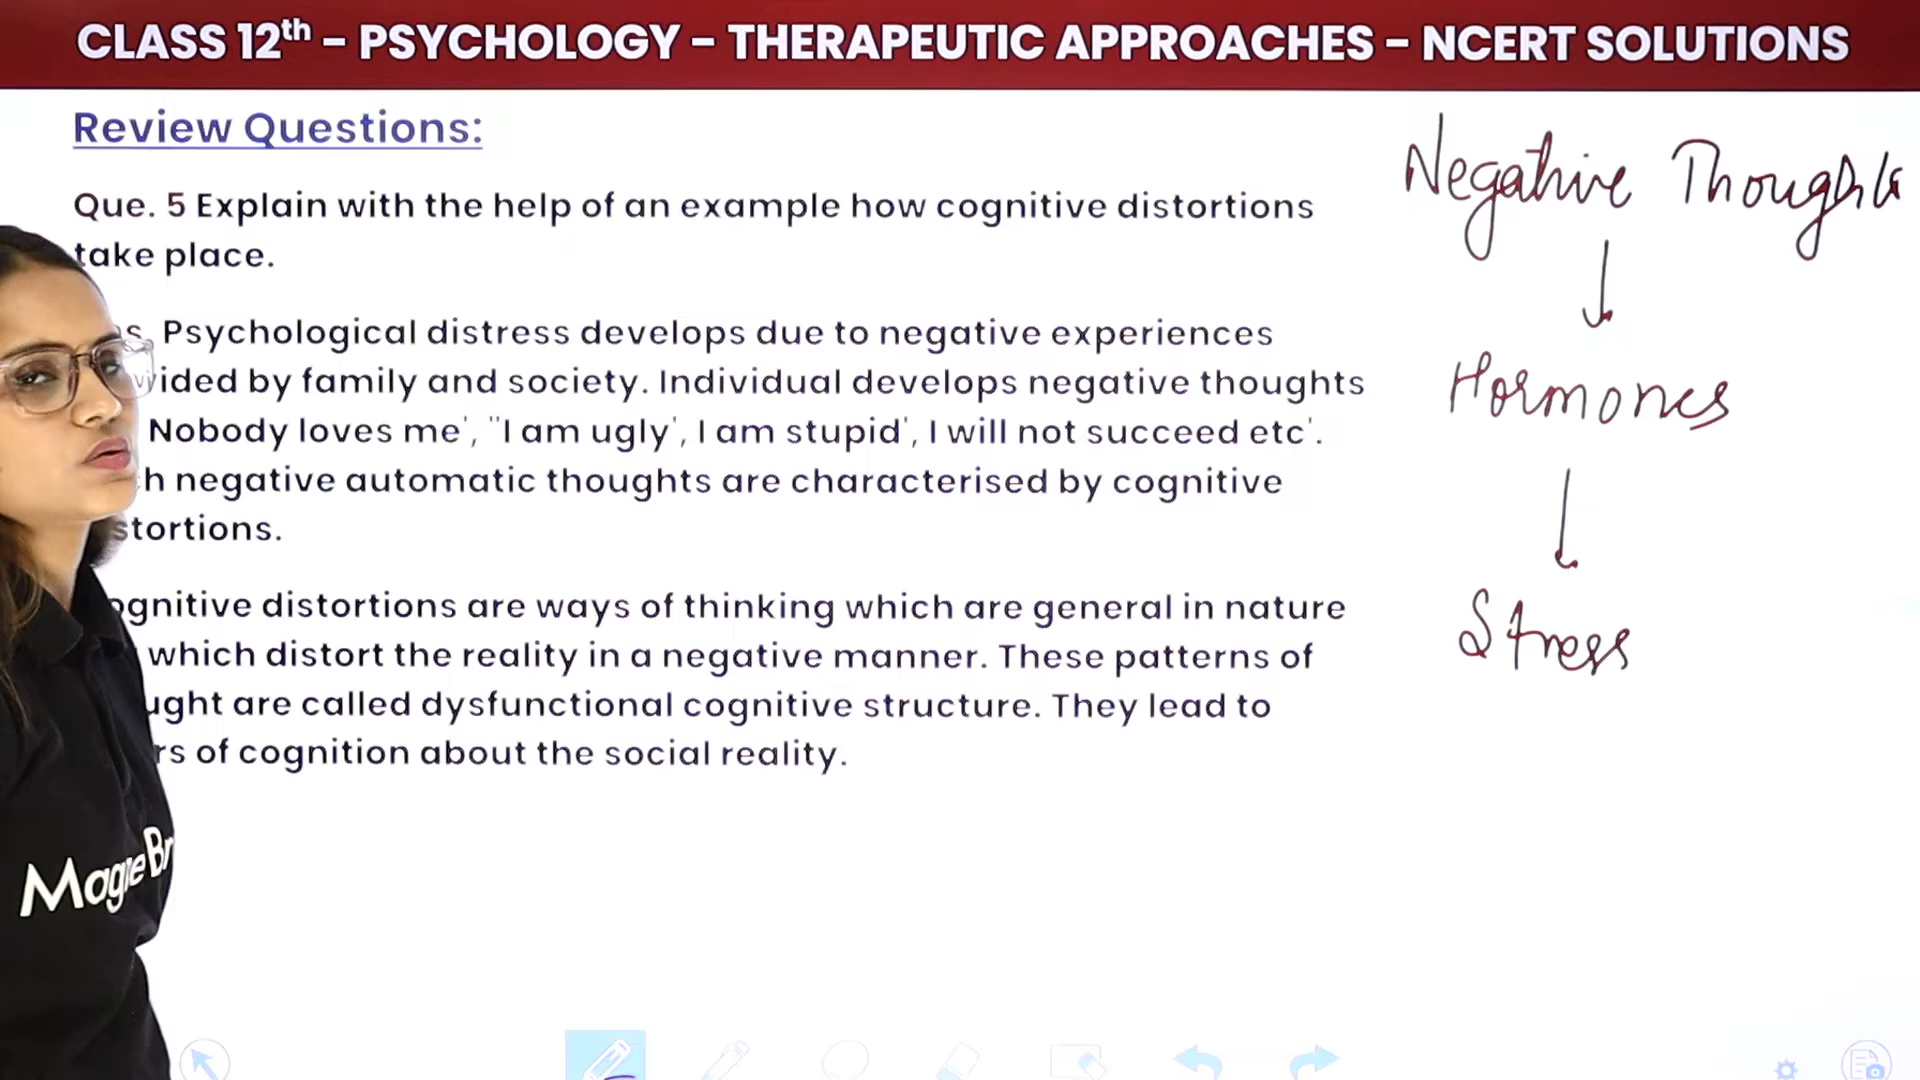 CLASS 12th - PSYCHOLOGY - THERAPEUTIC APPROACHES - NCERT SOLUTIONS
Review Questions:
Que. 5 Explain with the help of an example how cognitive distortions
take place.
Psychological distress develops due to negative experiences
by family and society. Individual develops negative thoughts
Nobody loves me', "I am ugly', I am stupid', I will not succeed etc'.
negative automatic thoughts are characterised by cognitive
stortions.
ognitive distortions are ways of thinking which are general in nature
which distort the reality in a negative manner. These patterns of
ught are called dysfunctional cognitive structure. They lead to
rs of cognition about the social reality.
Negative Thoughts
Hormones
Stress
Magne Br